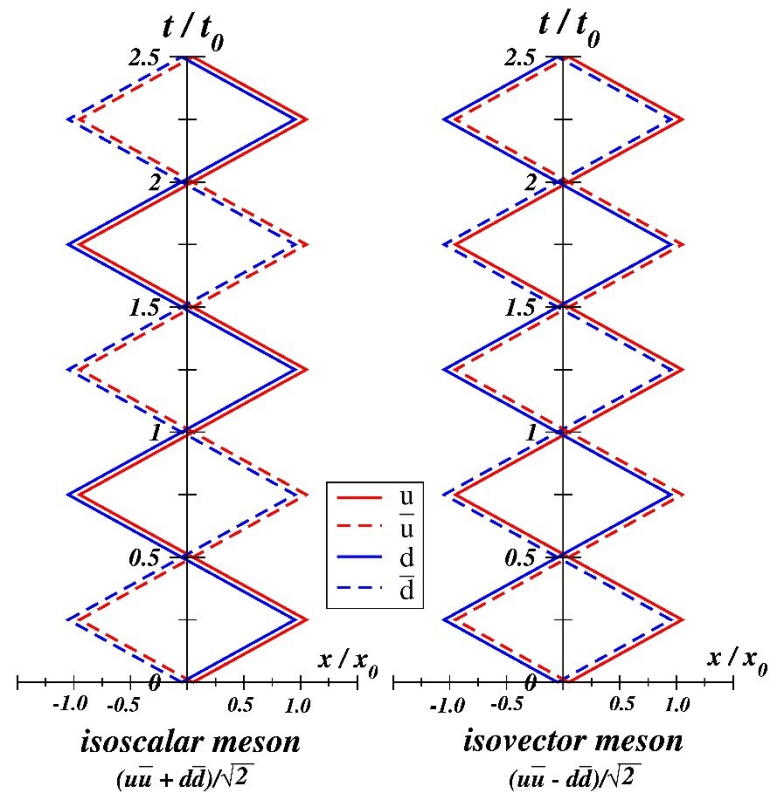 t / t₀
2.5
2
1.5
1
0.5
0
x / x₀
-1.0 -0.5 0.5 1.0
isoscalar meson
(uū + dd̄)/√2
u
ū
d
d̄
t / t₀
2.5
2
1.5
1
0.5
0
x / x₀
-1.0 -0.5 0.5 1.0
isovector meson
(uū - dd̄)/√2